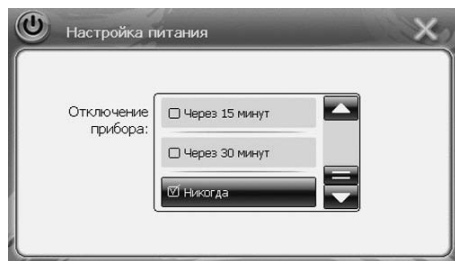 Настройка питания
Отключение
прибора:
Через 15 минут
Через 30 минут
Никогда